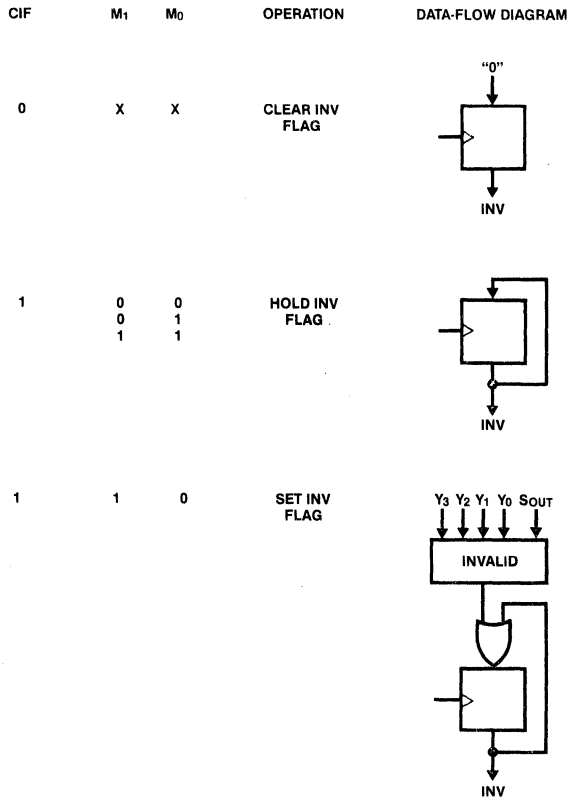 CIF M1 M0 OPERATION DATA-FLOW DIAGRAM
"0"
0 X X CLEAR INV
FLAG
INV
1 0 0 HOLD INV
0 1 FLAG
1 1
INV
1 1 0 SET INV Y3 Y2 Y1 Y0 SOUT
FLAG
INVALID
INV